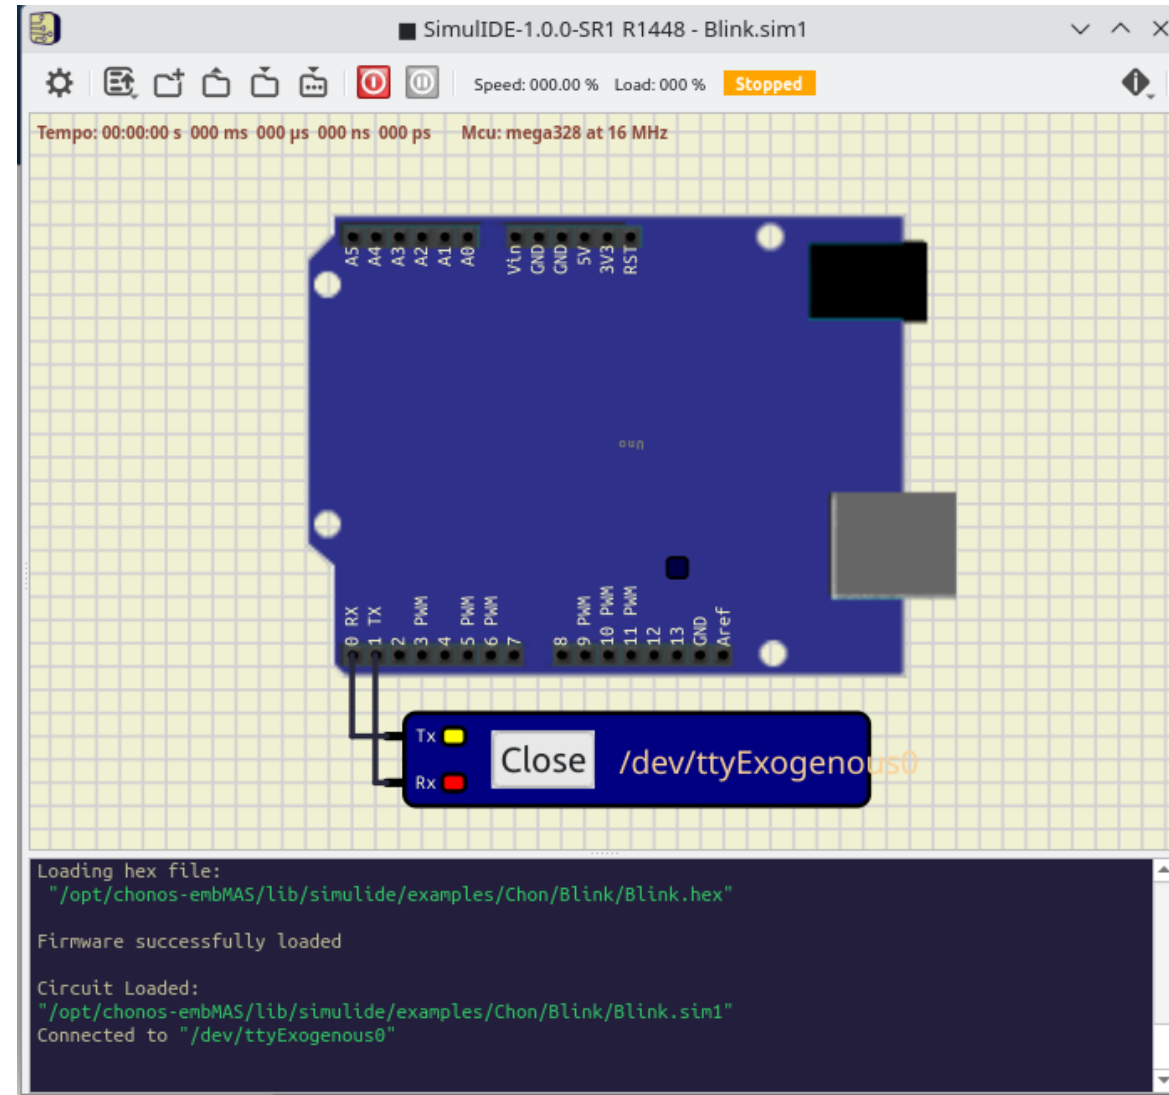 SimulIDE-1.0.0-SR1 R1448 - Blink.sim1
Speed: 000.00 % Load: 000 % Stopped
Tempo: 00:00:00 s 000 ms 000 µs 000 ns 000 ps Mcu: mega328 at 16 MHz
A5 A4 A3 A2 A1 A0 Vin GND GND 5V 3V3 RST
Uno
0 RX 1 TX 2 3 PWM 4 5 PWM 6 PWM 7 8 9 PWM 10 PWM 11 PWM 12 13 GND Aref
Tx
Close /dev/ttyExogenous0
Rx
Loading hex file:
"/opt/chonos-embMAS/lib/simulide/examples/Chon/Blink/Blink.hex"
Firmware successfully loaded
Circuit Loaded:
"/opt/chonos-embMAS/lib/simulide/examples/Chon/Blink/Blink.sim1"
Connected to "/dev/ttyExogenous0"